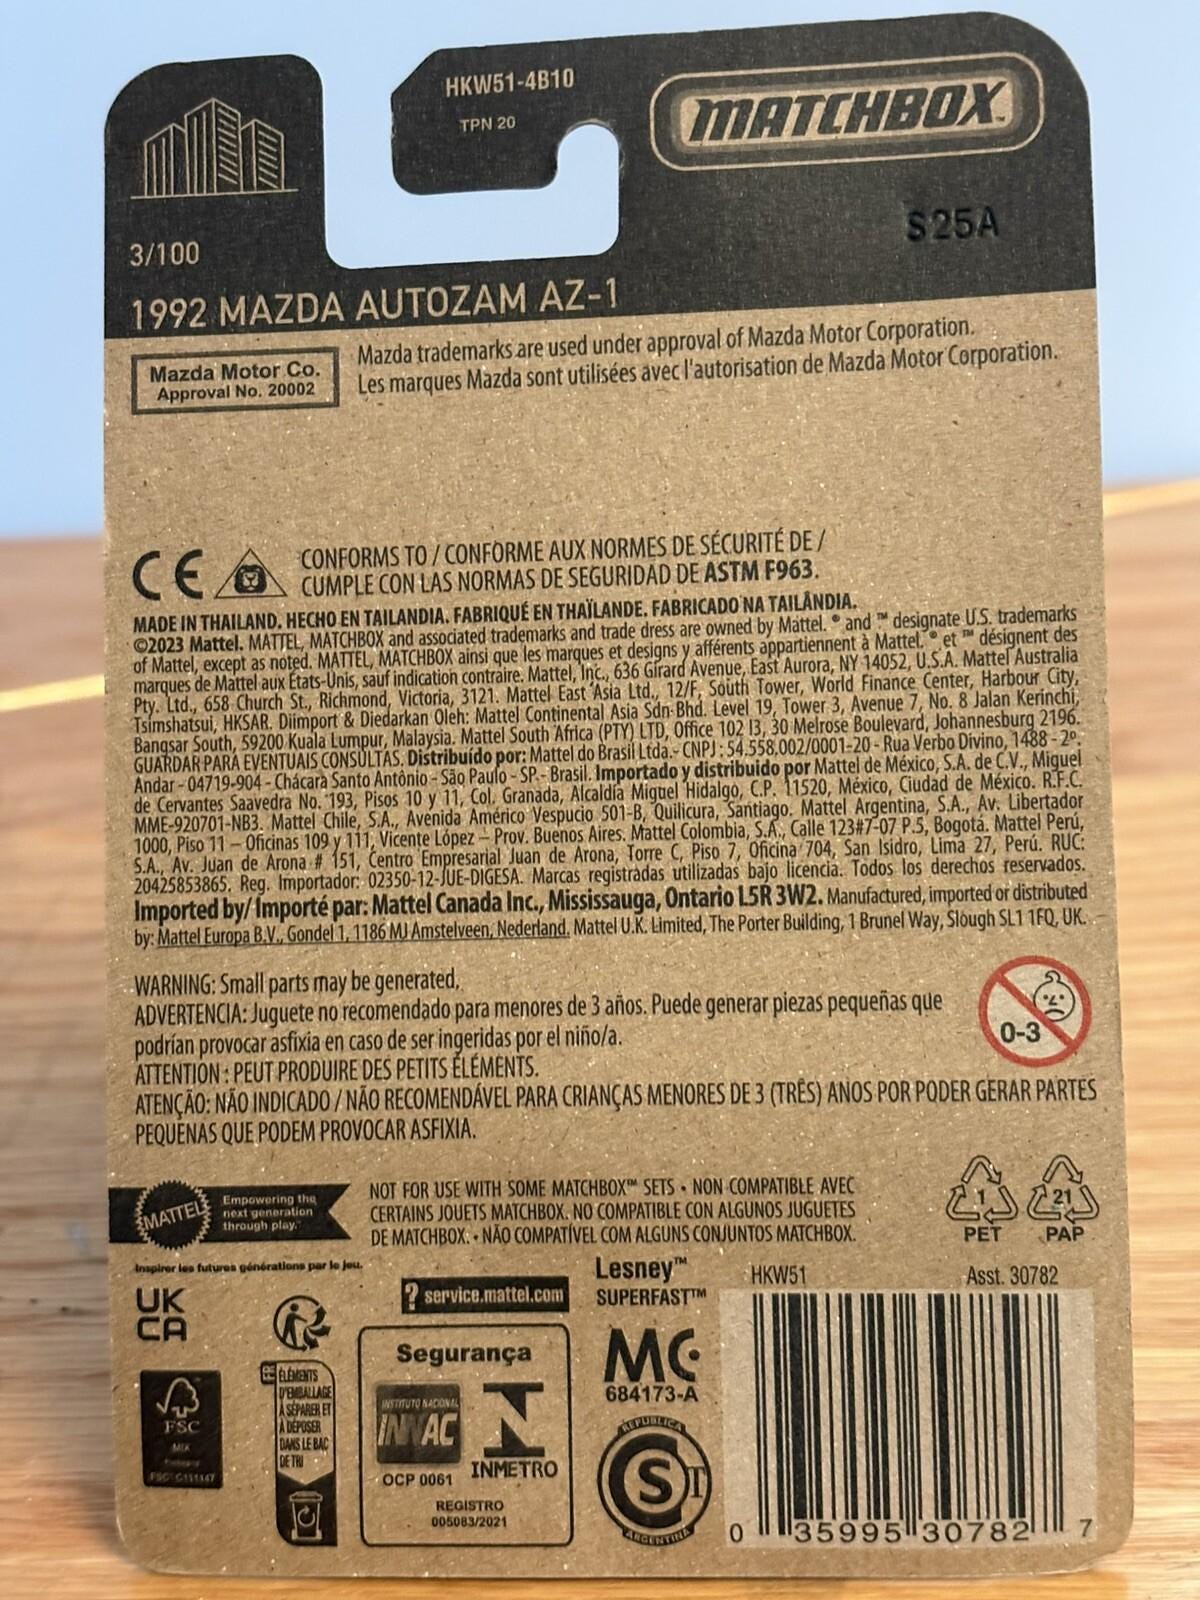 HKW51-4B10
TPN 20
MATCHBOX™
S25A
3/100
1992 MAZDA AUTOZAM AZ-1
Mazda Motor Co.
Approval No. 20002
Mazda trademarks are used under approval of Mazda Motor Corporation.
Les marques Mazda sont utilisées avec l'autorisation de Mazda Motor Corporation.
CE
CONFORMS TO / CONFORME AUX NORMES DE SÉCURITÉ DE /
CUMPLE CON LAS NORMAS DE SEGURIDAD DE ASTM F963.
MADE IN THAILAND. HECHO EN TAILANDIA. FABRIQUÉ EN THAÏLANDE. FABRICADO NA TAILÂNDIA.
©2023 Mattel. MATTEL, MATCHBOX and associated trademarks and trade dress are owned by Mattel. ® and ™ designate U.S. trademarks
of Mattel, except as noted. MATTEL, MATCHBOX ainsi que les marques et designs y afférents appartiennent à Mattel. ® et ™ désignent des
marques de Mattel aux États-Unis, sauf indication contraire. Mattel, Inc., 636 Girard Avenue, East Aurora, NY 14052, U.S.A. Mattel Australia
Pty. Ltd., 658 Church St., Richmond, Victoria, 3121. Mattel East Asia Ltd., 12/F, South Tower, World Finance Center, Harbour City,
Tsimshatsui, HKSAR. Diimport & Diedarkan Oleh: Mattel Continental Asia Sdn Bhd. Level 19, Tower 3, Avenue 7, No. 8 Jalan Kerinchi,
Bangsar South, 59200 Kuala Lumpur, Malaysia. Mattel South Africa (PTY) LTD, Office 102 I3, 30 Melrose Boulevard, Johannesburg 2196.
GUARDAR PARA EVENTUAIS CONSULTAS. Distribuído por: Mattel do Brasil Ltda.- CNPJ : 54.558.002/0001-20 - Rua Verbo Divino, 1488 - 2º.
Andar - 04719-904 - Chácara Santo Antônio - São Paulo - SP.- Brasil. Importado y distribuido por Mattel de México, S.A. de C.V., Miguel
de Cervantes Saavedra No. 193, Pisos 10 y 11, Col. Granada, Alcaldía Miguel Hidalgo, C.P. 11520, México, Ciudad de México. R.F.C.
MME-920701-NB3. Mattel Chile, S.A., Avenida Américo Vespucio 501-B, Quilicura, Santiago. Mattel Argentina, S.A., Av. Libertador
1000, Piso 11 – Oficinas 109 y 111, Vicente López – Prov. Buenos Aires. Mattel Colombia, S.A., Calle 123#7-07 P.5, Bogotá. Mattel Perú,
S.A., Av. Juan de Arona # 151, Centro Empresarial Juan de Arona, Torre C, Piso 7, Oficina 704, San Isidro, Lima 27, Perú. RUC:
20425853865. Reg. Importador: 02350-12-JUE-DIGESA. Marcas registradas utilizadas bajo licencia. Todos los derechos reservados.
Imported by/ Importé par: Mattel Canada Inc., Mississauga, Ontario L5R 3W2. Manufactured, imported or distributed
by: Mattel Europa B.V., Gondel 1, 1186 MJ Amstelveen, Nederland. Mattel U.K. Limited, The Porter Building, 1 Brunel Way, Slough SL1 1FQ, UK.
WARNING: Small parts may be generated.
ADVERTENCIA: Juguete no recomendado para menores de 3 años. Puede generar piezas pequeñas que
podrían provocar asfixia en caso de ser ingeridas por el niño/a.
ATTENTION : PEUT PRODUIRE DES PETITS ÉLÉMENTS.
ATENÇÃO: NÃO INDICADO / NÃO RECOMENDÁVEL PARA CRIANÇAS MENORES DE 3 (TRÊS) ANOS POR PODER GERAR PARTES
PEQUENAS QUE PODEM PROVOCAR ASFIXIA.
0-3
MATTEL
Empowering the
next generation
through play.™
Inspirer les futures générations par le jeu.
NOT FOR USE WITH SOME MATCHBOX™ SETS • NON COMPATIBLE AVEC
CERTAINS JOUETS MATCHBOX. NO COMPATIBLE CON ALGUNOS JUGUETES
DE MATCHBOX. • NÃO COMPATÍVEL COM ALGUNS CONJUNTOS MATCHBOX.
1
PET
21
PAP
UK
CA
? service.mattel.com
Lesney™
SUPERFAST™
HKW51
Asst. 30782
FSC
MIX
FSC® C111147
FR
ÉLÉMENTS
D'EMBALLAGE
À SÉPARER ET
À DÉPOSER
DANS LE BAC
DE TRI
Segurança
INSTITUTO NACIONAL
INNAC
OCP 0061
INMETRO
REGISTRO
005083/2021
MC
684173-A
REPUBLICA
S T
ARGENTINA
0 35995 30782 7